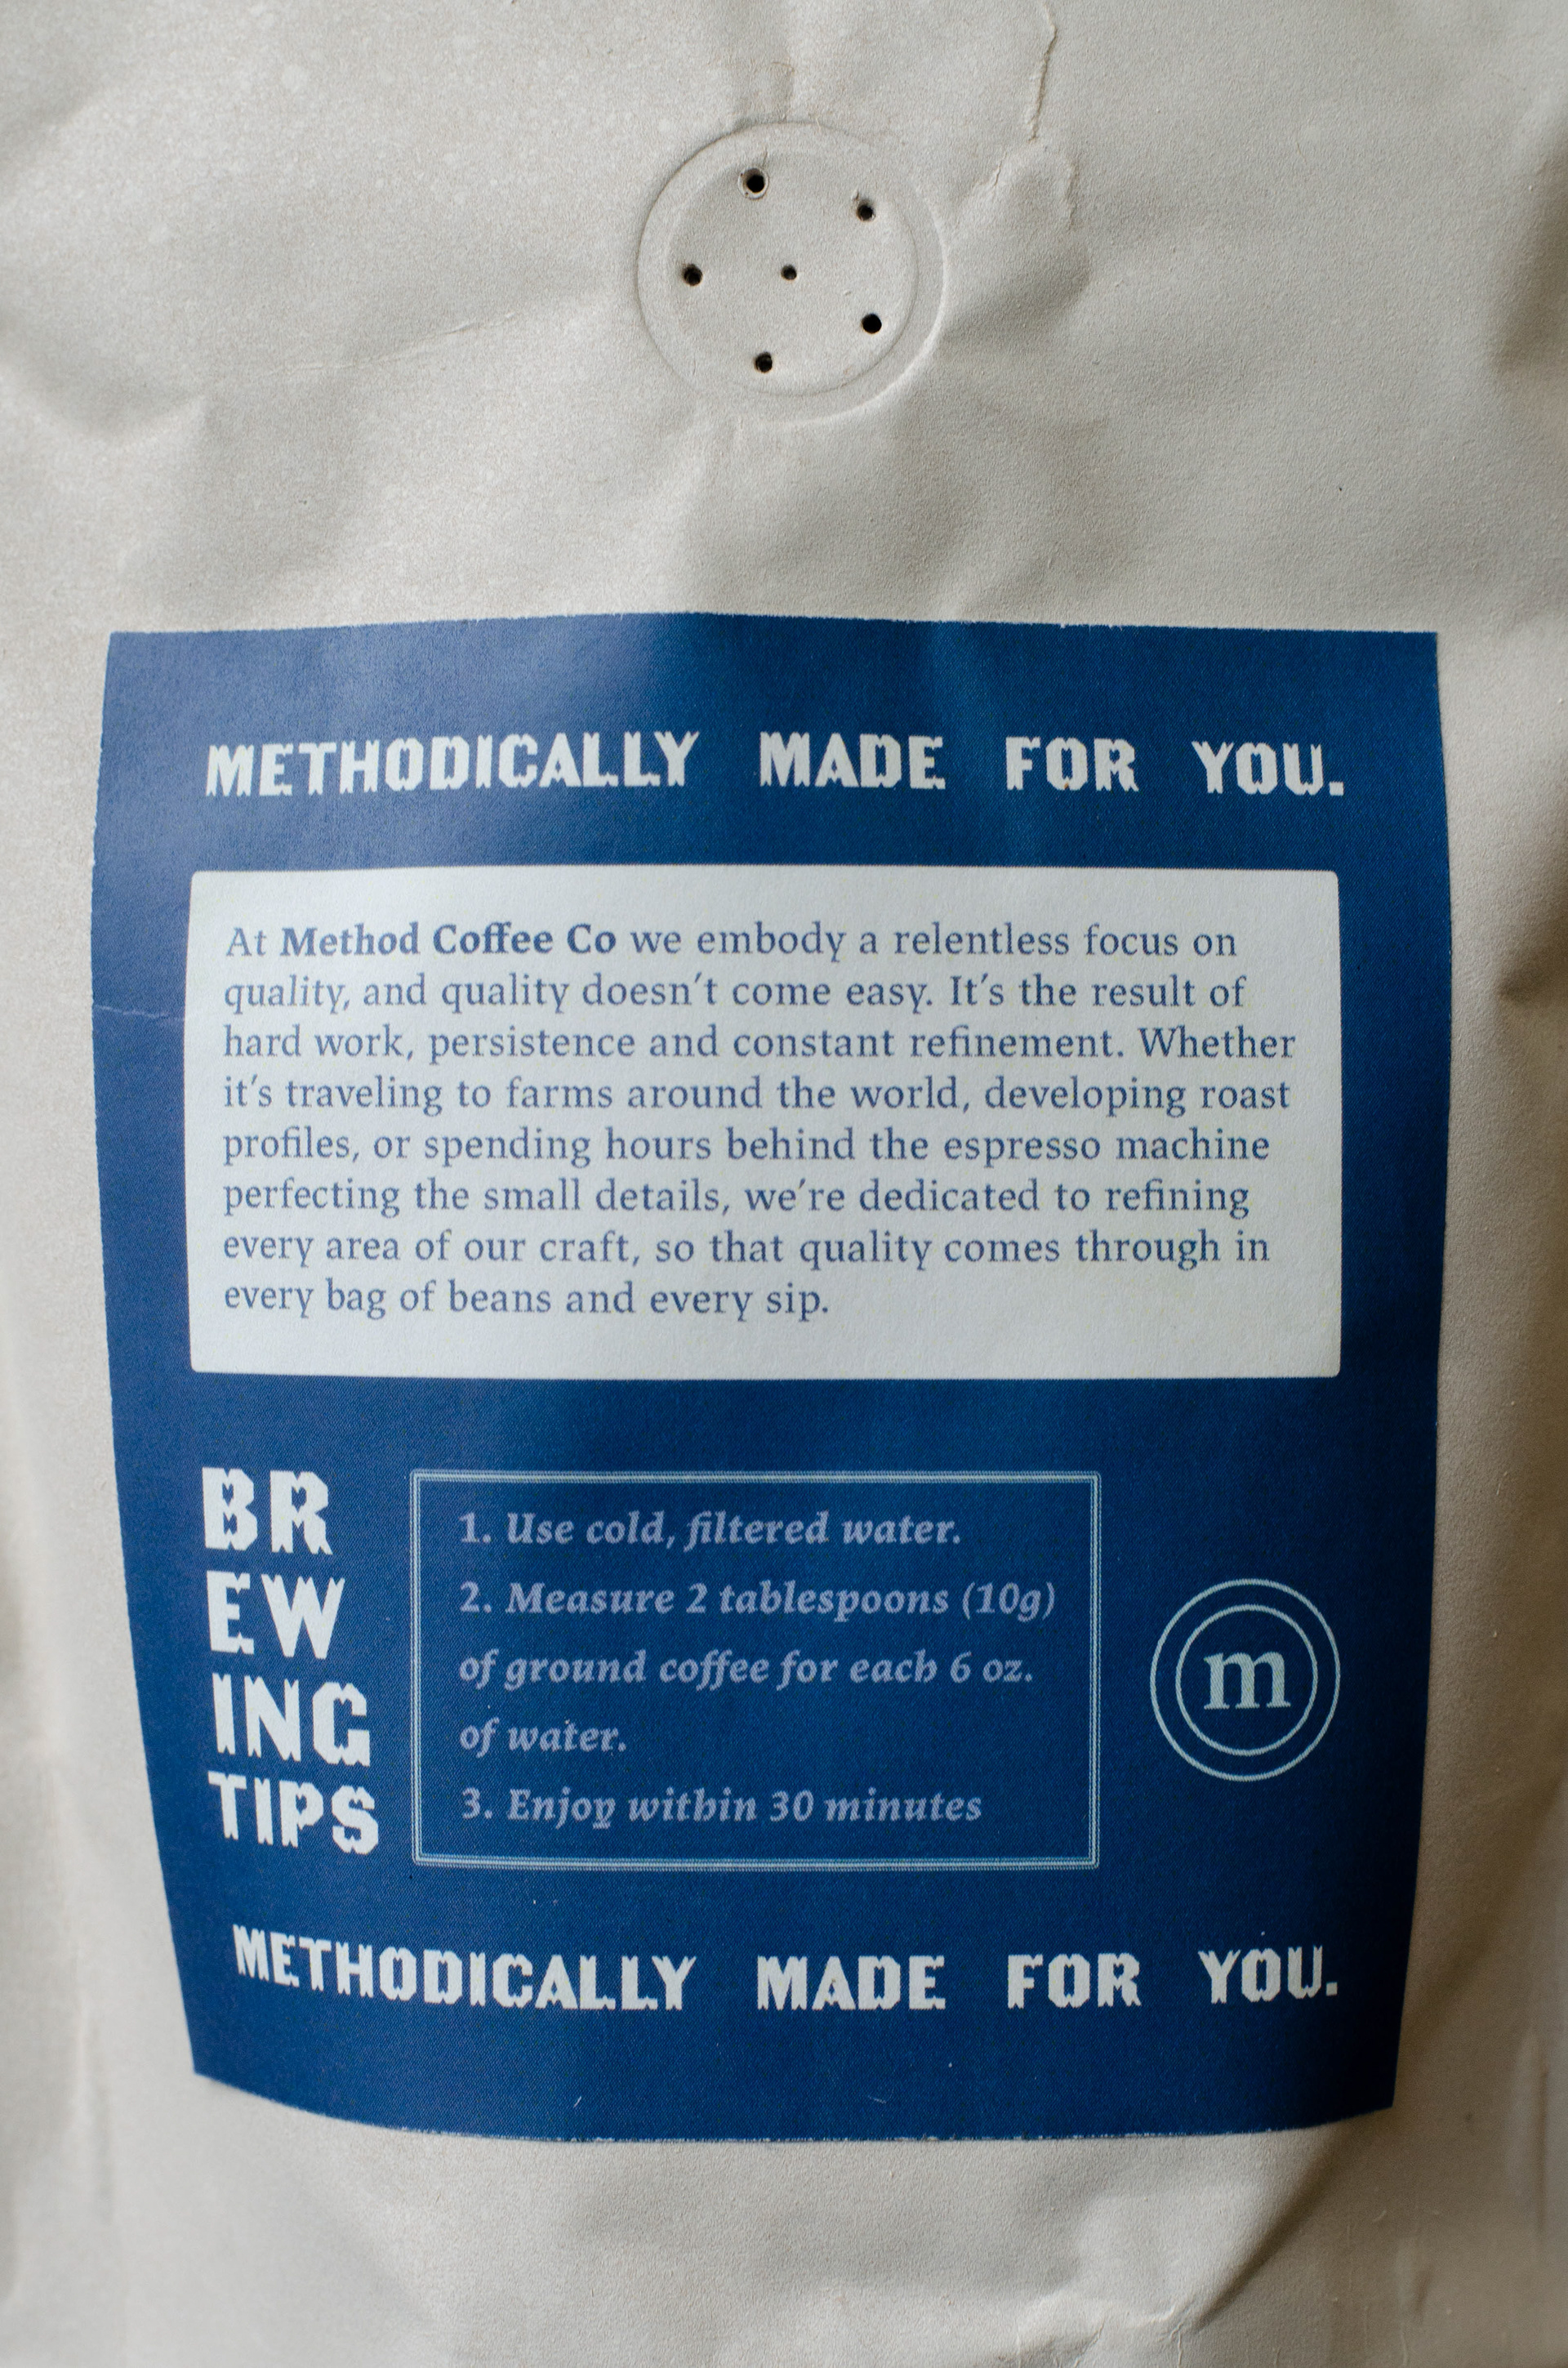 METHODICALLY MADE FOR YOU.
At Method Coffee Co we embody a relentless focus on
quality, and quality doesn't come easy. It's the result of
hard work, persistence and constant refinement. Whether
it's traveling to farms around the world, developing roast
profiles, or spending hours behind the espresso machine
perfecting the small details, we're dedicated to refining
every area of our craft, so that quality comes through in
every bag of beans and every sip.
BR
EW
ING
TIPS
1. Use cold, filtered water.
2. Measure 2 tablespoons (10g)
of ground coffee for each 6 oz.
of water.
3. Enjoy within 30 minutes
m
METHODICALLY MADE FOR YOU.